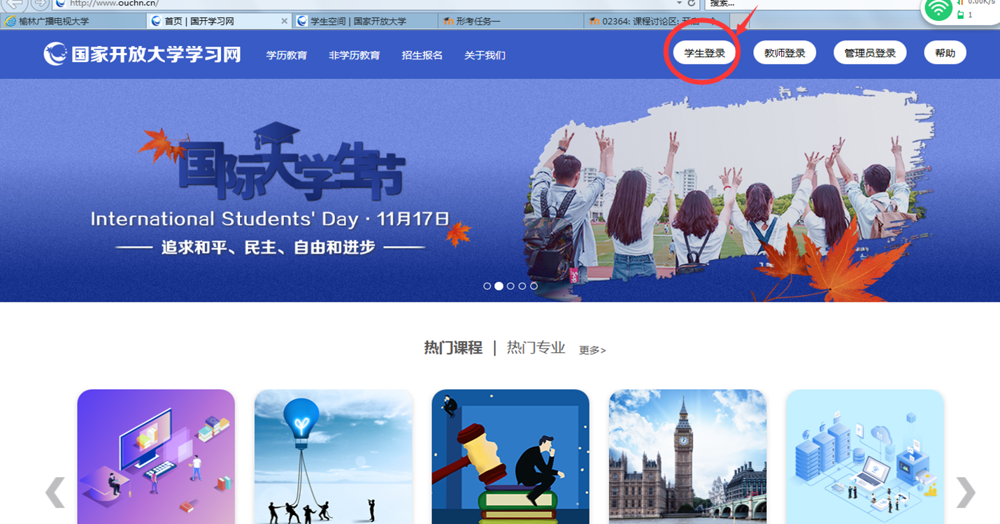 http://www.ouchn.cn/
搜索...
0.00K/s
榆林广播电视大学
首页 | 国开学习网
学生空间 | 国家开放大学
形考任务一
02364: 课程讨论区:
1
国家开放大学学习网
学历教育
非学历教育
招生报名
关于我们
学生登录
教师登录
管理员登录
帮助
国际大学生节
International Students' Day · 11月17日
追求和平、民主、自由和进步
Sup
热门课程 | 热门专业 更多>